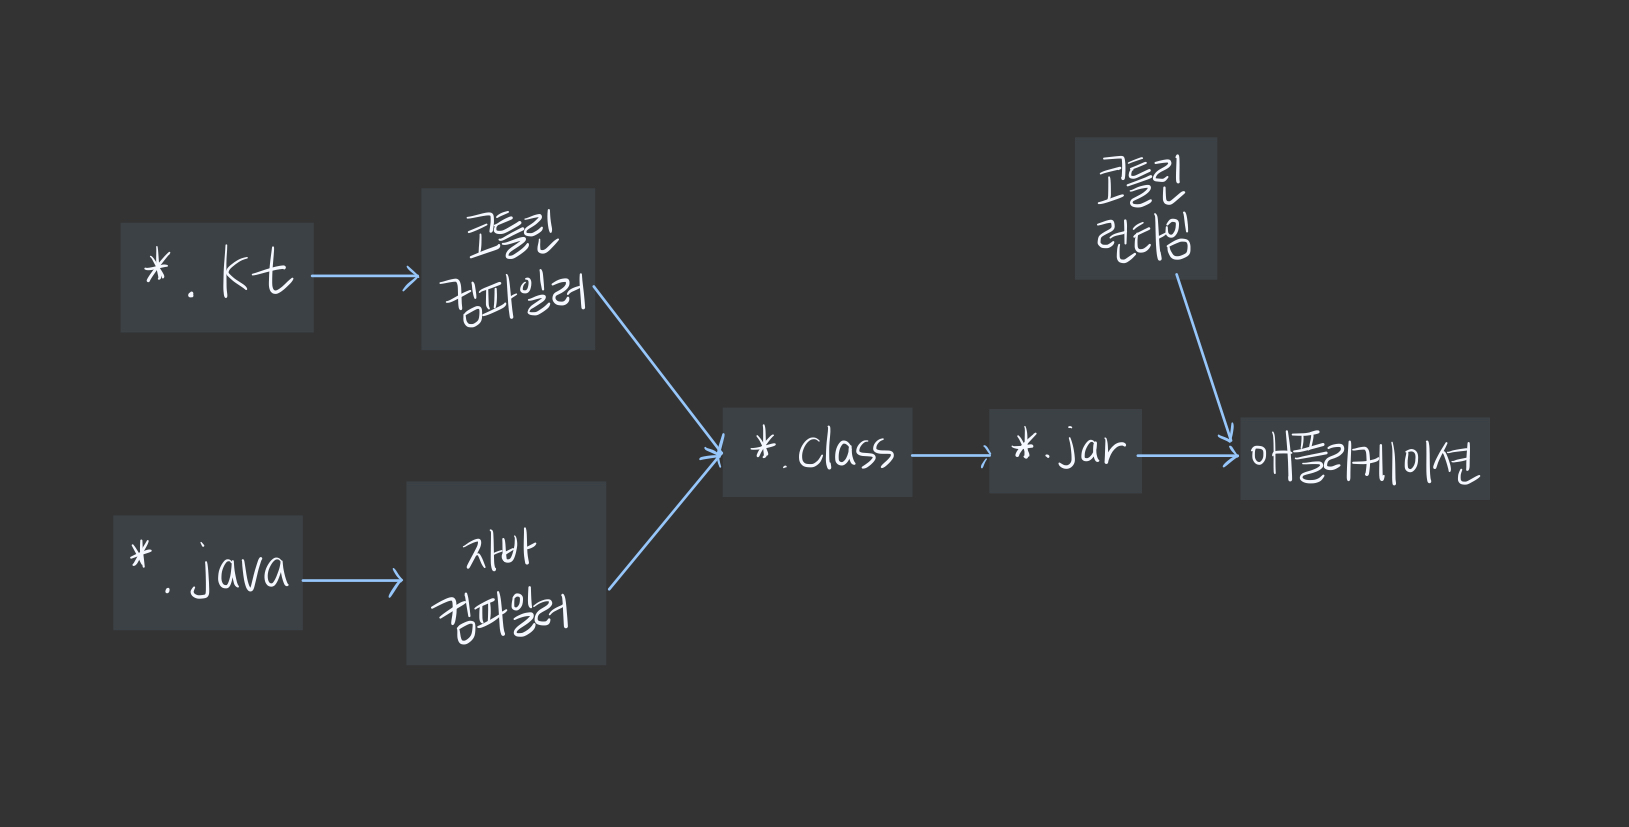 *.kt
코틀린
컴파일러
*.java
자바
컴파일러
*.class
*.jar
코틀린
런타임
애플리케이션